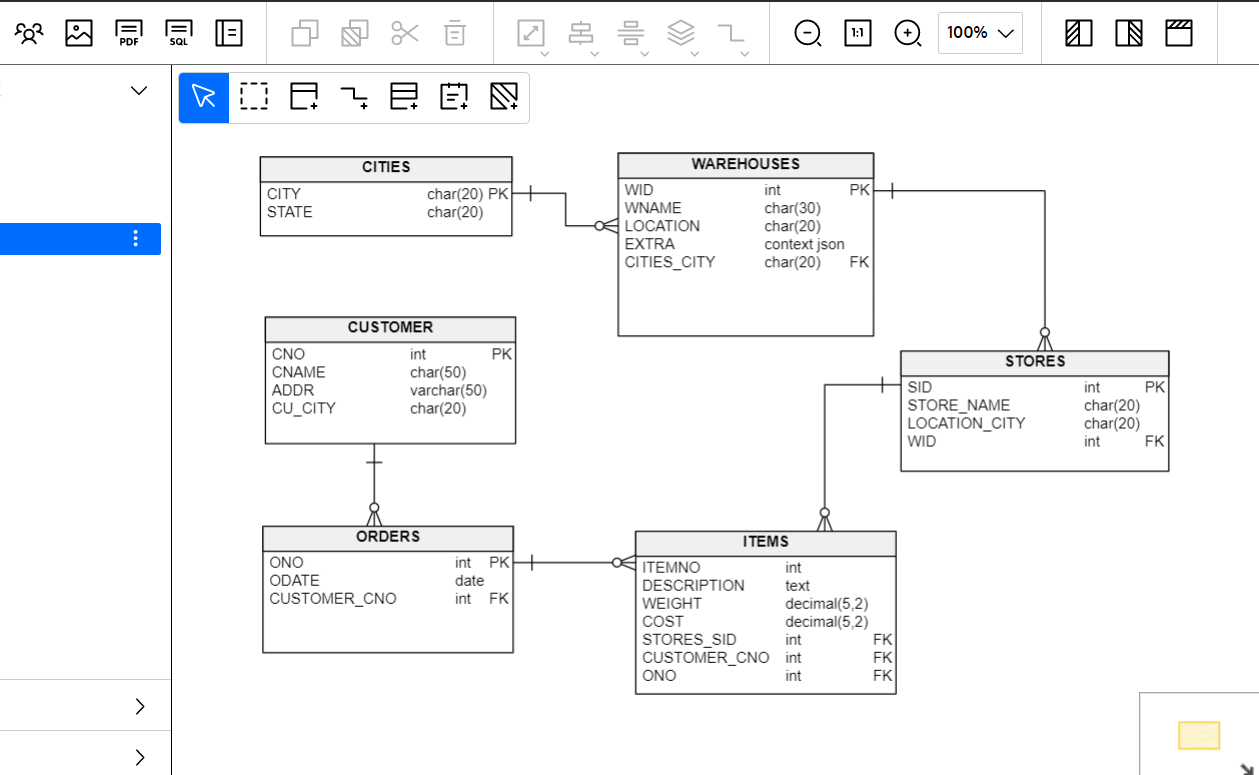 PDF
SQL
1:1
100%
CITIES
CITY char(20) PK
STATE char(20)
WAREHOUSES
WID int PK
WNAME char(30)
LOCATION char(20)
EXTRA context json
CITIES_CITY char(20) FK
CUSTOMER
CNO int PK
CNAME char(50)
ADDR varchar(50)
CU_CITY char(20)
STORES
SID int PK
STORE_NAME char(20)
LOCATION_CITY char(20)
WID int FK
ORDERS
ONO int PK
ODATE date
CUSTOMER_CNO int FK
ITEMS
ITEMNO int
DESCRIPTION text
WEIGHT decimal(5,2)
COST decimal(5,2)
STORES_SID int FK
CUSTOMER_CNO int FK
ONO int FK